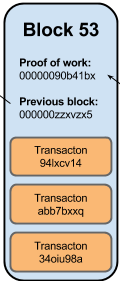 Block 53
Proof of work:
00000090b41bx
Previous block:
000000zzxvzx5
Transacton
94lxcv14
Transacton
abb7bxxq
Transacton
34oiu98a